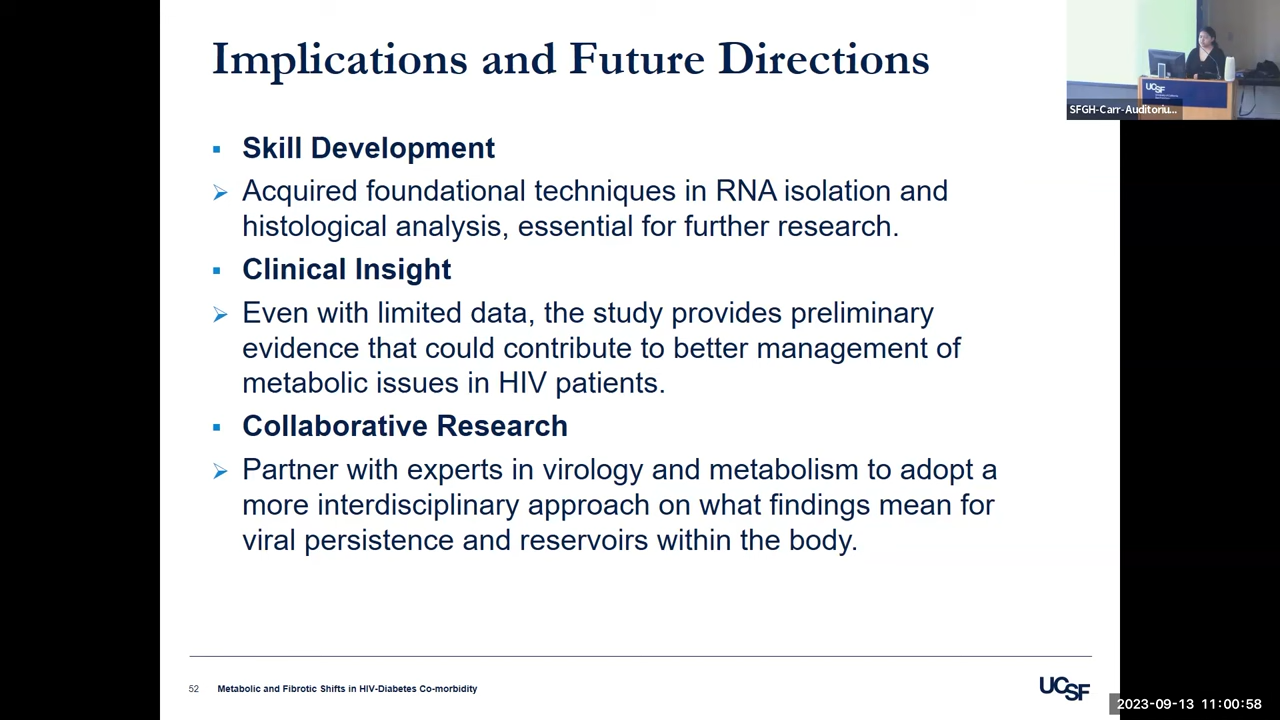 Implications and Future Directions
Skill Development
Acquired foundational techniques in RNA isolation and
histological analysis, essential for further research.
Clinical Insight
Even with limited data, the study provides preliminary
evidence that could contribute to better management of
metabolic issues in HIV patients.
Collaborative Research
Partner with experts in virology and metabolism to adopt a
more interdisciplinary approach on what findings mean for
viral persistence and reservoirs within the body.
52 Metabolic and Fibrotic Shifts in HIV-Diabetes Co-morbidity
UCSF
UCSF
SFGH-Carr-Auditoriu...
2023-09-13 11:00:58